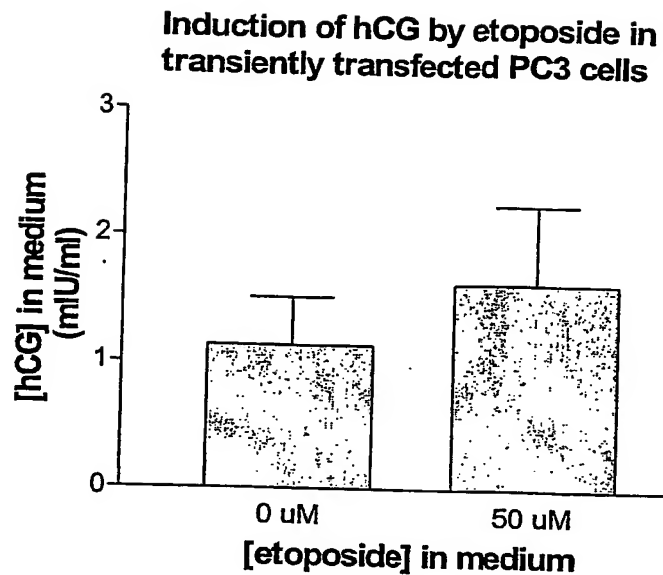 Induction of hCG by etoposide in
transiently transfected PC3 cells
3
2
1
0
[hCG] in medium
(mIU/ml)
0 uM
50 uM
[etoposide] in medium